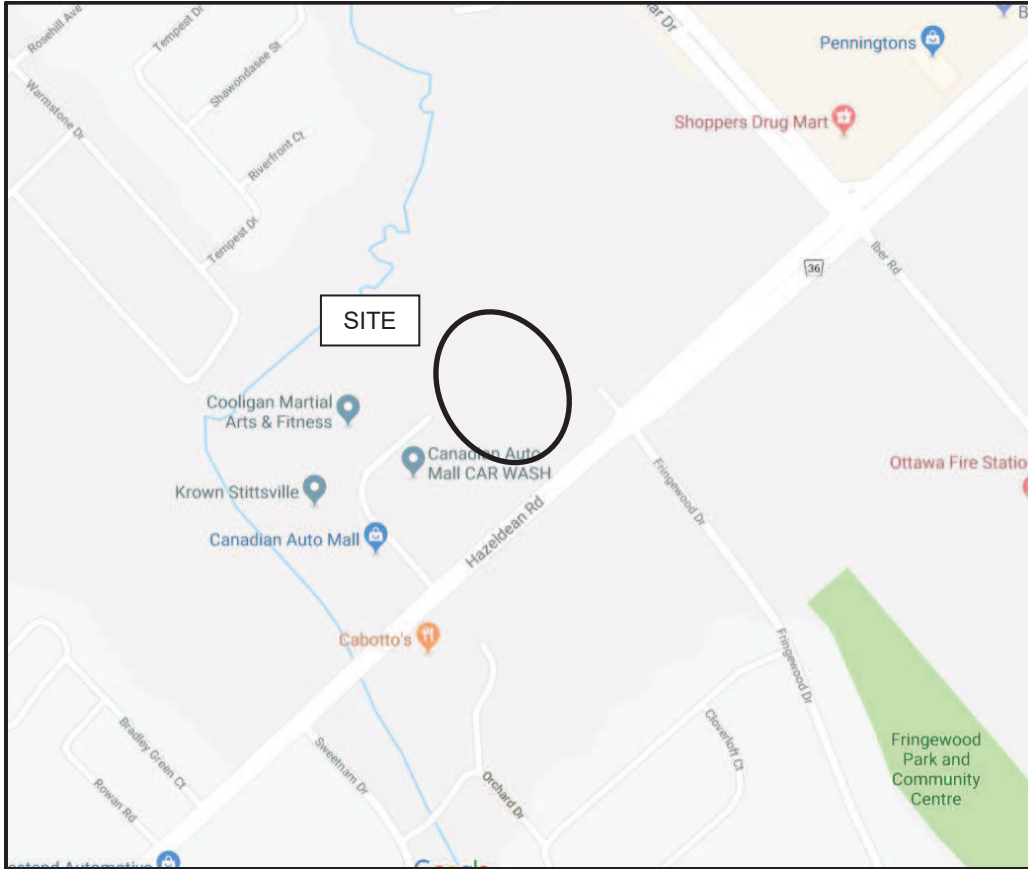 Rosehill Ave
Tempest Dr
Shawondasee St
Warmstone Dr
Riverfront Ct
Tempest Dr
Penningtons
Shoppers Drug Mart
36
Iber Rd
SITE
Cooligan Martial
Arts & Fitness
Canadian Auto
Mall CAR WASH
Krown Stittsville
Canadian Auto Mall
Hazeldean Rd
Fringewood Dr
Ottawa Fire Statio
Cabotto's
Fringewood Dr
Bradley Green Ct
Rowan Rd
Sweetnam Dr
Orchard Dr
Cloverloft Ct
Fringewood
Park and
Community
Centre